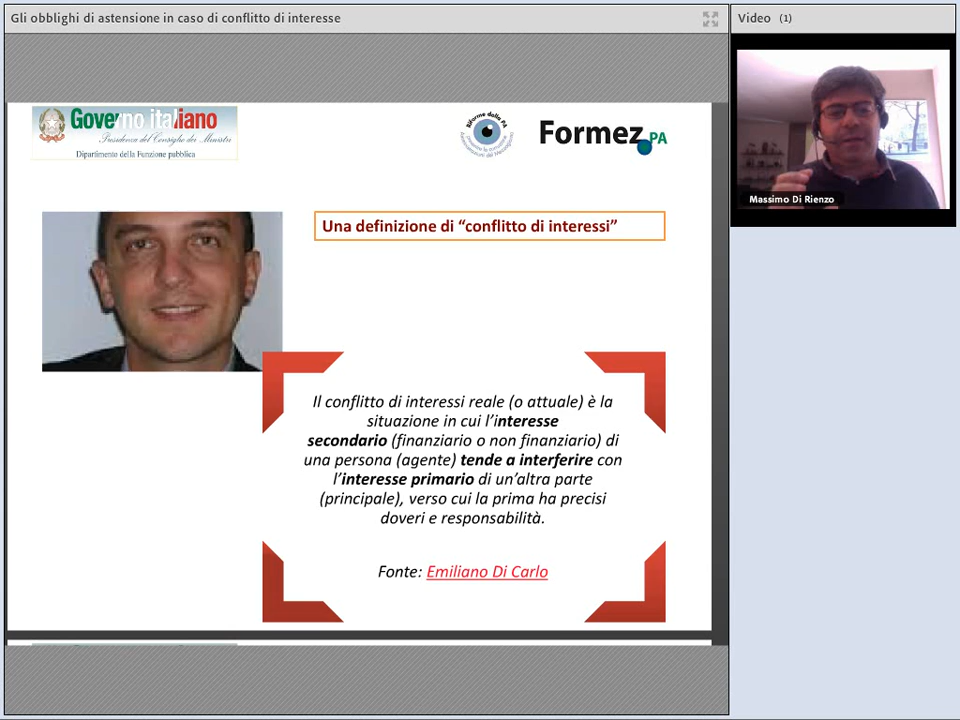 Gli obblighi di astensione in caso di conflitto di interesse
Video (1)
Governo italiano
Presidenza del Consiglio dei Ministri
Dipartimento della Funzione pubblica
Riforme della PA
Formez PA
Massimo Di Rienzo
Una definizione di “conflitto di interessi”
Il conflitto di interessi reale (o attuale) è la
situazione in cui l’interesse
secondario (finanziario o non finanziario) di
una persona (agente) tende a interferire con
l’interesse primario di un’altra parte
(principale), verso cui la prima ha precisi
doveri e responsabilità.
Fonte: Emiliano Di Carlo